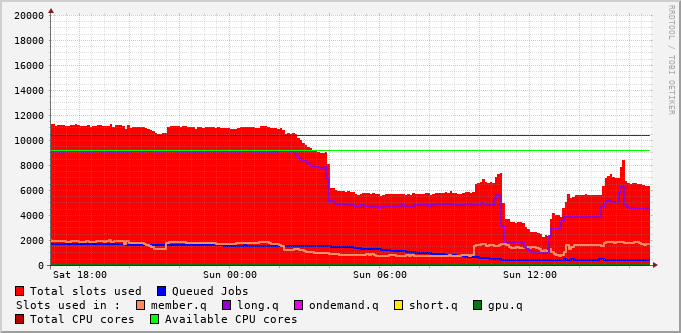 20000
18000
16000
14000
12000
10000
8000
6000
4000
2000
0
Sat 18:00 Sun 00:00 Sun 06:00 Sun 12:00
Total slots used Queued Jobs
Slots used in : member.q long.q ondemand.q short.q gpu.q
Total CPU cores Available CPU cores
RRDTOOL / TOBI OETIKER